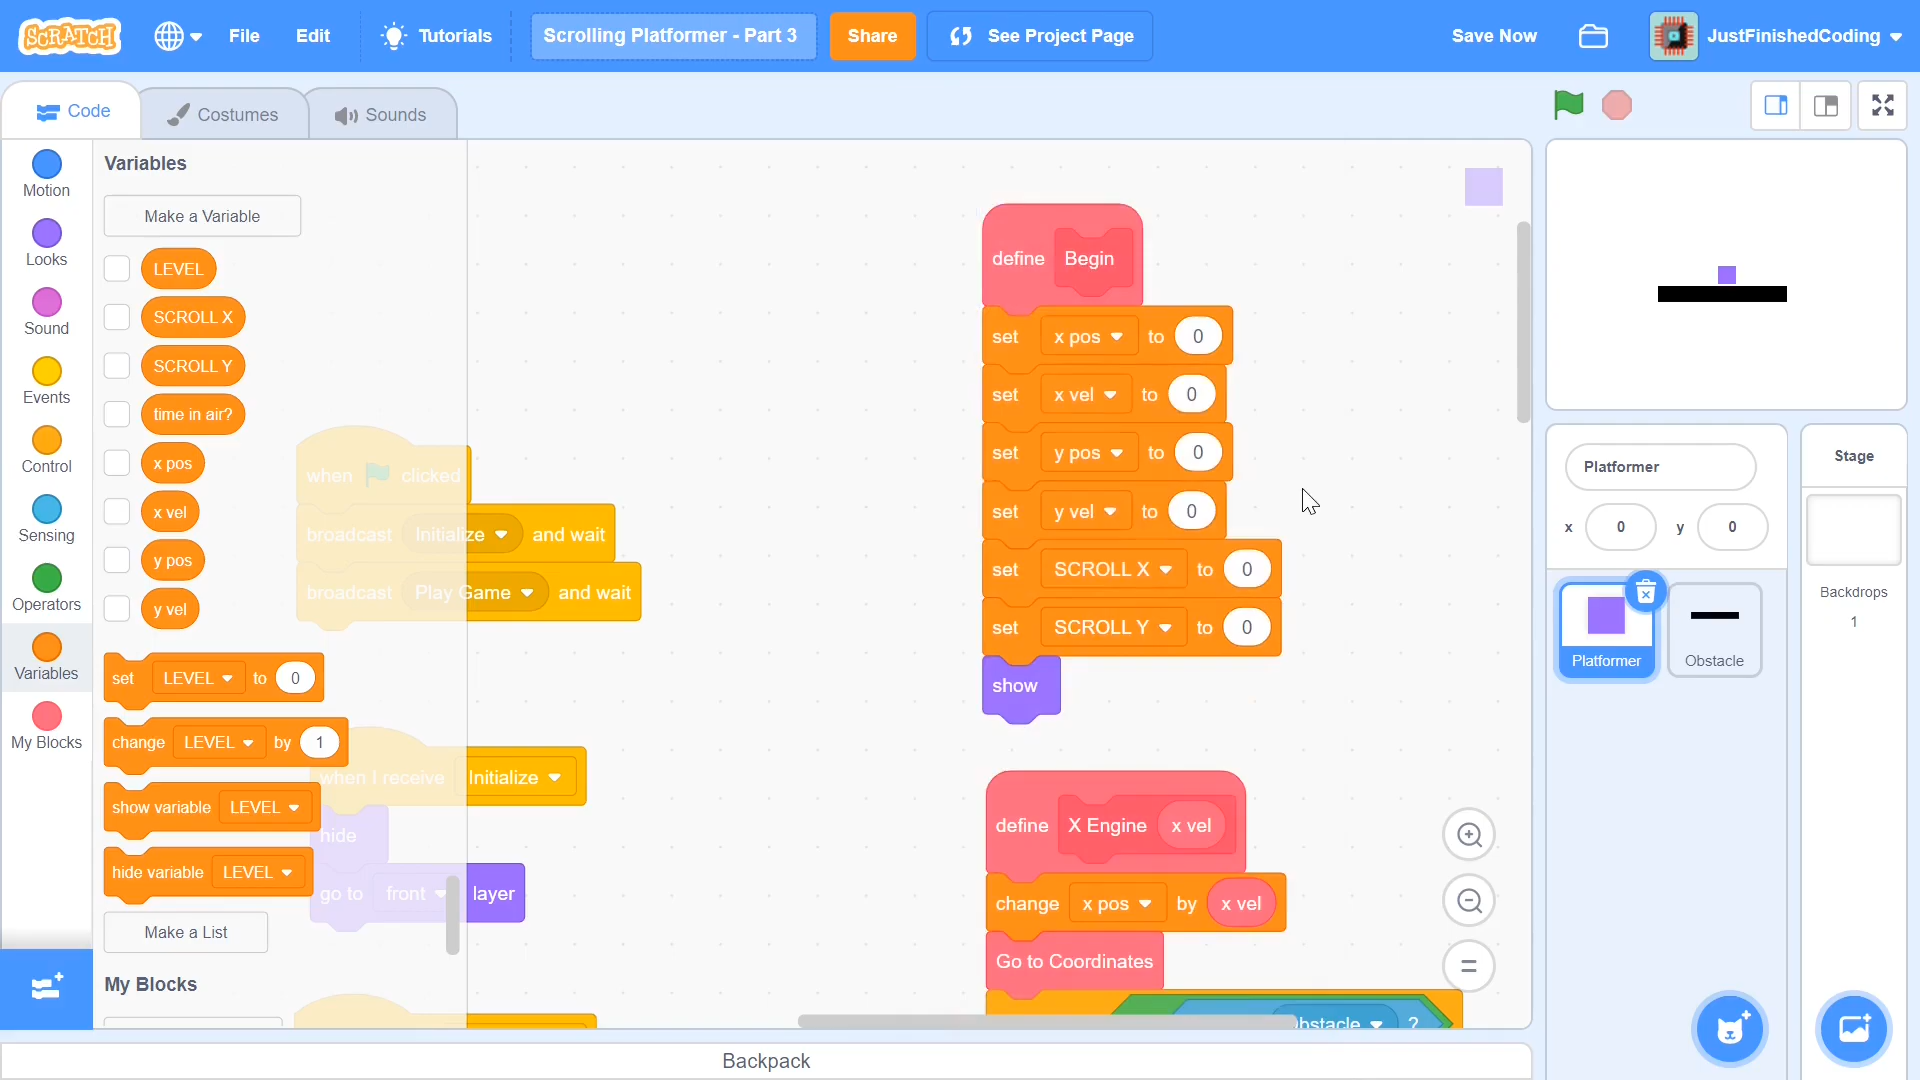 SCRATCH
File
Edit
Tutorials
Scrolling Platformer - Part 3
Share
See Project Page
Save Now
JustFinishedCoding
Code
Costumes
Sounds
Motion
Looks
Sound
Events
Control
Sensing
Operators
Variables
My Blocks
Variables
Make a Variable
LEVEL
SCROLL X
SCROLL Y
time in air?
x pos
x vel
y pos
y vel
set LEVEL to 0
change LEVEL by 1
show variable LEVEL
hide variable LEVEL
Make a List
My Blocks
when clicked
broadcast Initialize and wait
broadcast Play Game and wait
when I receive Initialize
hide
go to front layer
define Begin
set x pos to 0
set x vel to 0
set y pos to 0
set y vel to 0
set SCROLL X to 0
set SCROLL Y to 0
show
define X Engine x vel
change x pos by x vel
Go to Coordinates
Obstacle ?
=
Platformer
x 0 y 0
Platformer
Obstacle
Stage
Backdrops
1
Backpack